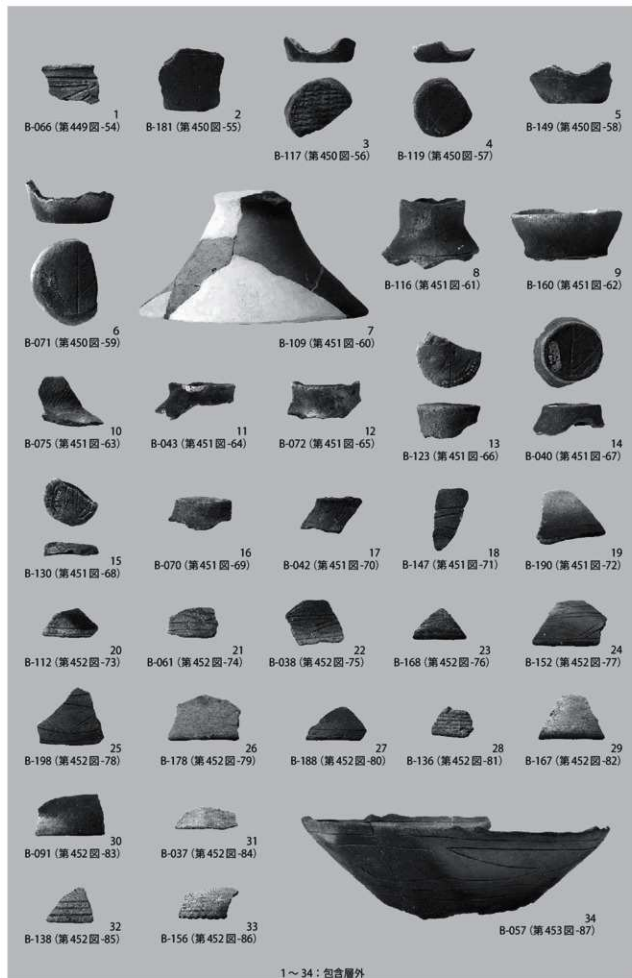 1
B-066（第449図-54）
2
B-181（第450図-55）
3
B-117（第450図-56）
4
B-119（第450図-57）
5
B-149（第450図-58）
6
B-071（第450図-59）
7
B-109（第451図-60）
8
B-116（第451図-61）
9
B-160（第451図-62）
10
B-075（第451図-63）
11
B-043（第451図-64）
12
B-072（第451図-65）
13
B-123（第451図-66）
14
B-040（第451図-67）
15
B-130（第451図-68）
16
B-070（第451図-69）
17
B-042（第451図-70）
18
B-147（第451図-71）
19
B-190（第451図-72）
20
B-112（第452図-73）
21
B-061（第452図-74）
22
B-038（第452図-75）
23
B-168（第452図-76）
24
B-152（第452図-77）
25
B-198（第452図-78）
26
B-178（第452図-79）
27
B-188（第452図-80）
28
B-136（第452図-81）
29
B-167（第452図-82）
30
B-091（第452図-83）
31
B-037（第452図-84）
32
B-138（第452図-85）
33
B-156（第452図-86）
34
B-057（第453図-87）
1～34：包含層外